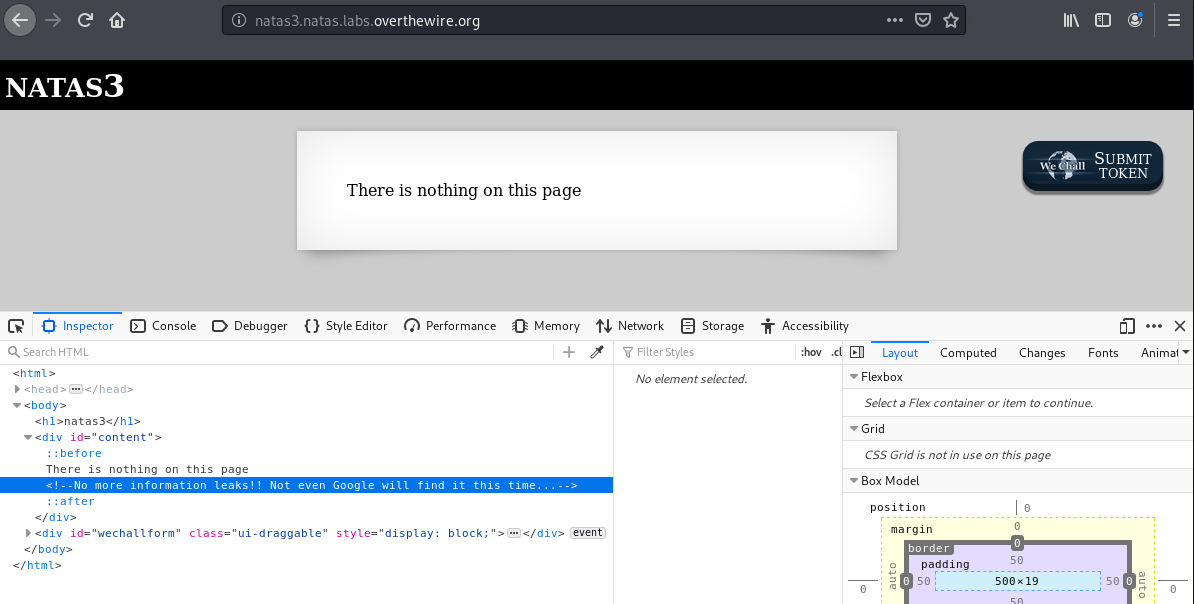 natas3.natas.labs.overthewire.org
NATAS3
There is nothing on this page
We Chall SUBMIT TOKEN
Inspector Console Debugger Style Editor Performance Memory Network Storage Accessibility
Search HTML
Filter Styles
:hov .cl
Layout Computed Changes Fonts Animat
<html>
<head>…</head>
<body>
<h1>natas3</h1>
<div id="content">
::before
There is nothing on this page
<!--No more information leaks!! Not even Google will find it this time...-->
::after
</div>
<div id="wechallform" class="ui-draggable" style="display: block;">…</div> event
</body>
</html>
No element selected.
Flexbox
Select a Flex container or item to continue.
Grid
CSS Grid is not in use on this page
Box Model
position 0
margin 0
border 0
padding 50
0 auto 0 50 500×19 50 0 auto 0
50